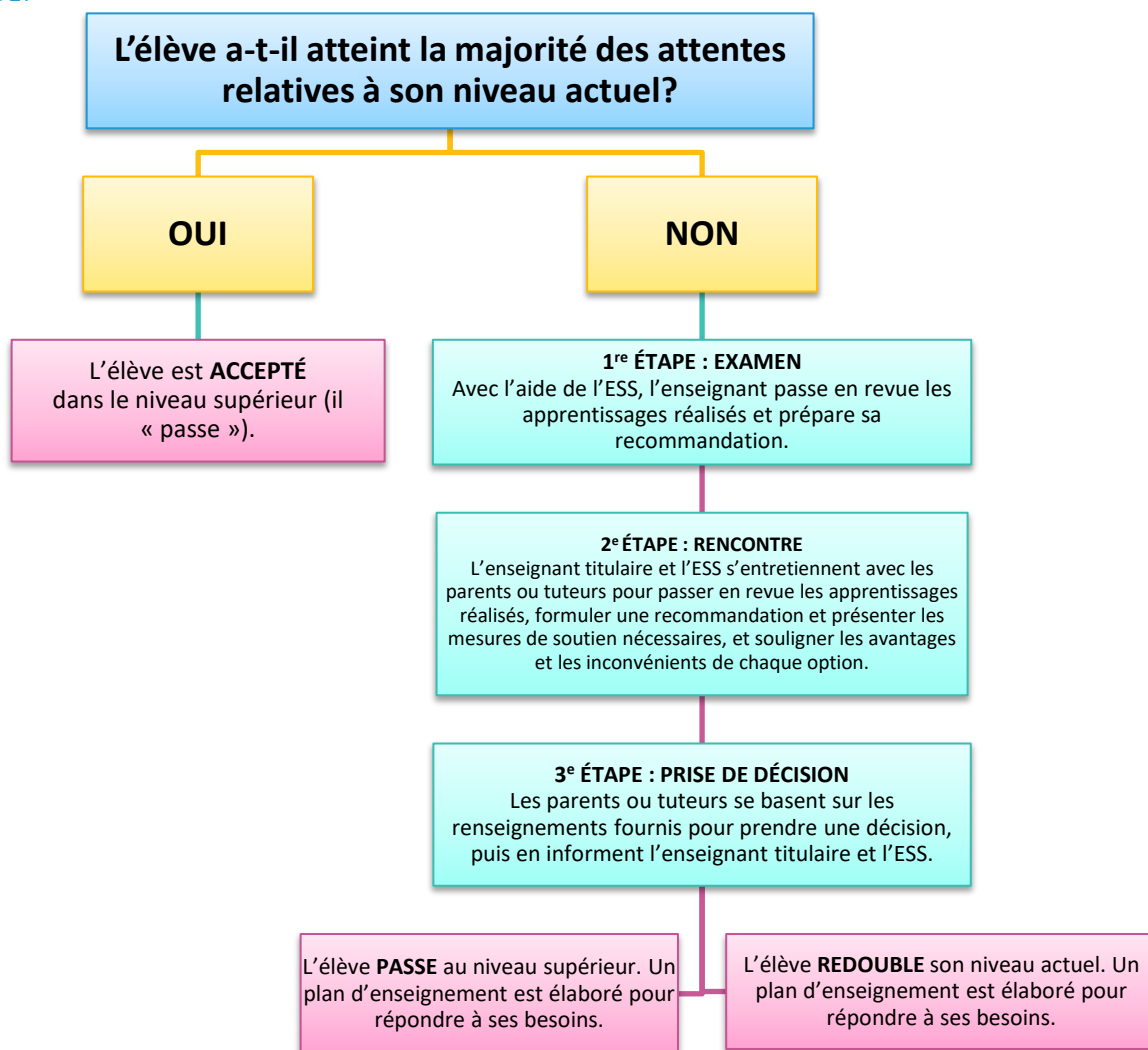 L'élève a-t-il atteint la majorité des attentes
relatives à son niveau actuel?
OUI
NON
L'élève est ACCEPTÉ
dans le niveau supérieur (il
« passe »).
1re ÉTAPE : EXAMEN
Avec l'aide de l'ESS, l'enseignant passe en revue les
apprentissages réalisés et prépare sa
recommandation.
2e ÉTAPE : RENCONTRE
L'enseignant titulaire et l'ESS s'entretiennent avec les
parents ou tuteurs pour passer en revue les apprentissages
réalisés, formuler une recommandation et présenter les
mesures de soutien nécessaires, et souligner les avantages
et les inconvénients de chaque option.
3e ÉTAPE : PRISE DE DÉCISION
Les parents ou tuteurs se basent sur les
renseignements fournis pour prendre une décision,
puis en informent l'enseignant titulaire et l'ESS.
L'élève PASSE au niveau supérieur. Un
plan d'enseignement est élaboré pour
répondre à ses besoins.
L'élève REDOUBLE son niveau actuel. Un
plan d'enseignement est élaboré pour
répondre à ses besoins.